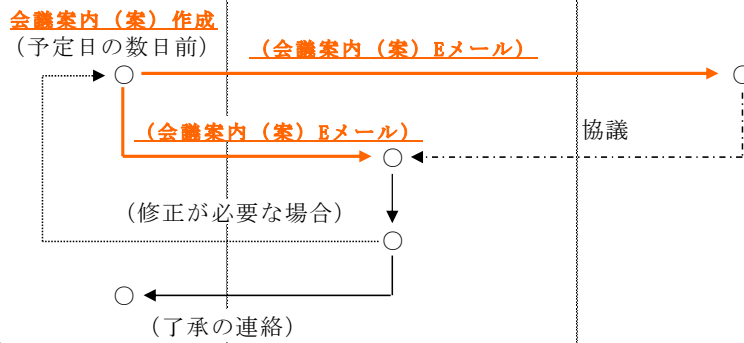 会議案内（案）作成
（予定日の数日前）
（会議案内（案）Eメール）
（会議案内（案）Eメール）
協議
（修正が必要な場合）
（了承の連絡）